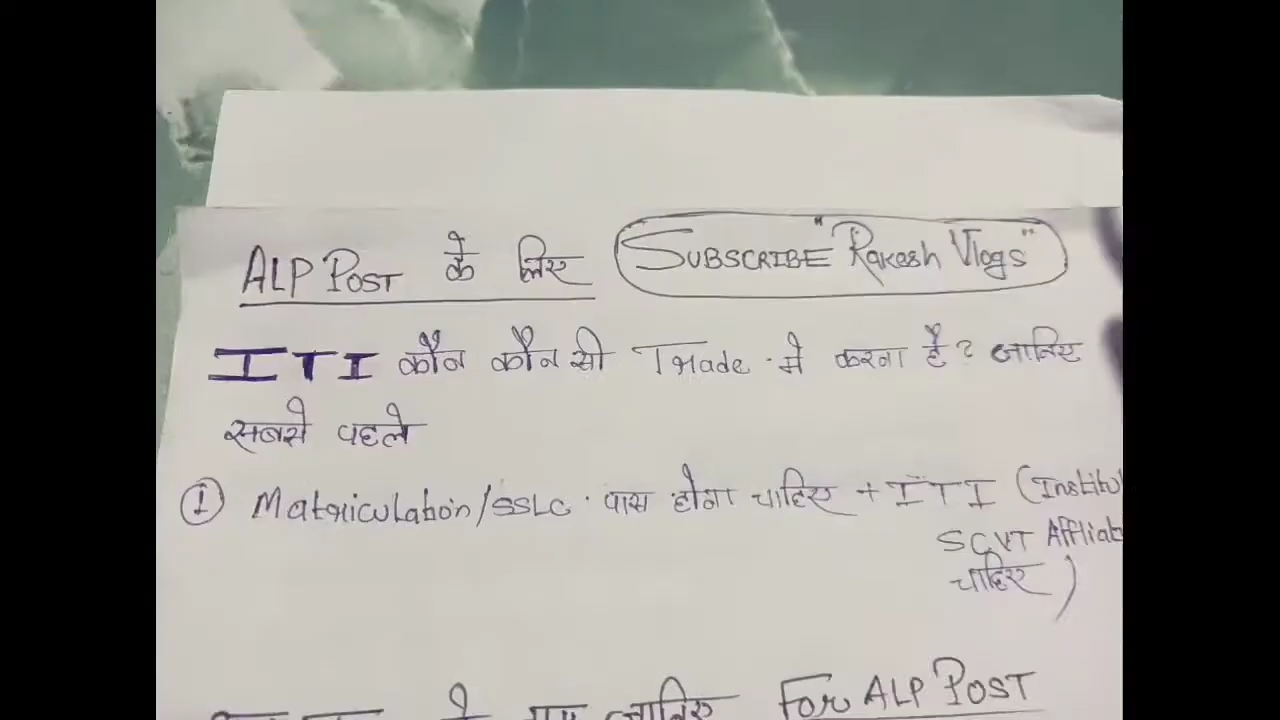 ALP POST के लिए SUBSCRIBE "Rakesh Vlogs"
ITI कौन कौन सी Trade में करना है? जानिए
सबसे पहले
① Matriculation/SSLC पास होना चाहिए + ITI (Institu
SCVT Affliat
चाहिए)
जानिए For ALP POST